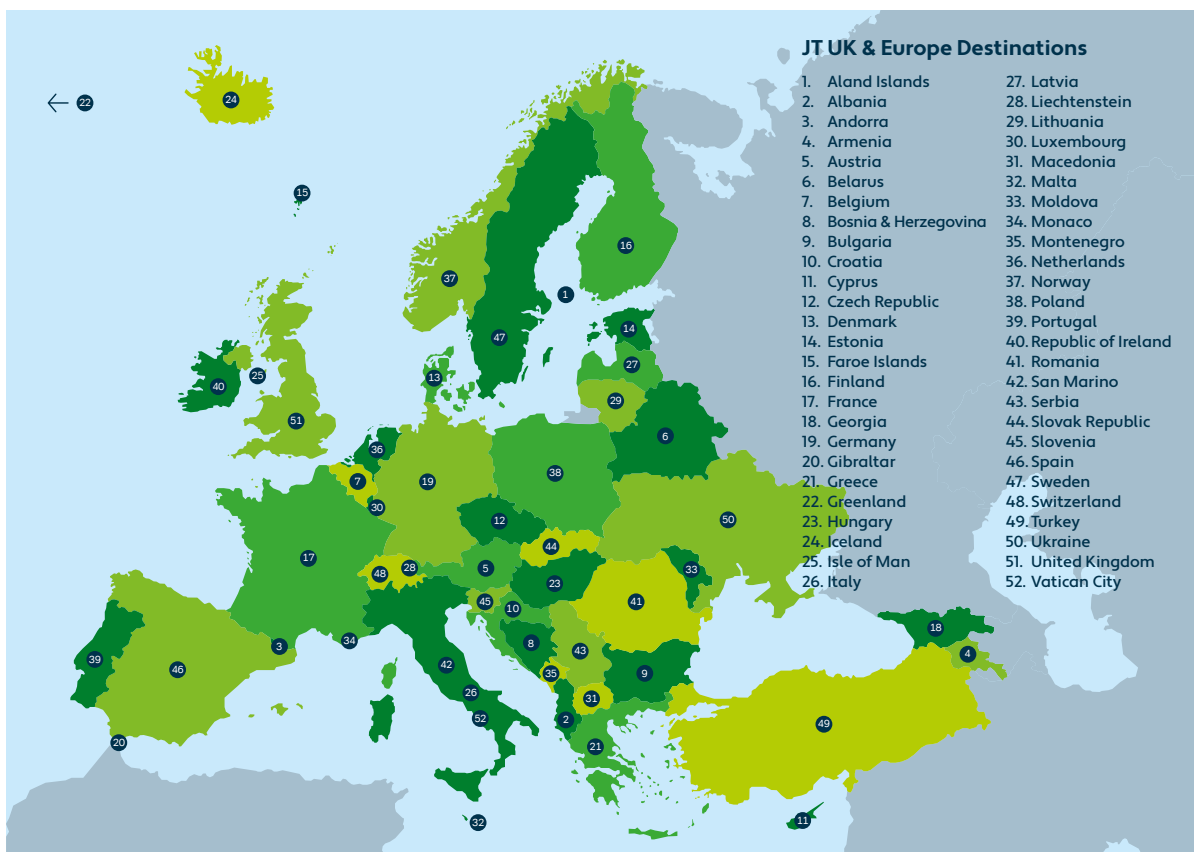 JT UK & Europe Destinations
1. Aland Islands
2. Albania
3. Andorra
4. Armenia
5. Austria
6. Belarus
7. Belgium
8. Bosnia & Herzegovina
9. Bulgaria
10. Croatia
11. Cyprus
12. Czech Republic
13. Denmark
14. Estonia
15. Faroe Islands
16. Finland
17. France
18. Georgia
19. Germany
20. Gibraltar
21. Greece
22. Greenland
23. Hungary
24. Iceland
25. Isle of Man
26. Italy
27. Latvia
28. Liechtenstein
29. Lithuania
30. Luxembourg
31. Macedonia
32. Malta
33. Moldova
34. Monaco
35. Montenegro
36. Netherlands
37. Norway
38. Poland
39. Portugal
40. Republic of Ireland
41. Romania
42. San Marino
43. Serbia
44. Slovak Republic
45. Slovenia
46. Spain
47. Sweden
48. Switzerland
49. Turkey
50. Ukraine
51. United Kingdom
52. Vatican City
22
24
15
16
37
1
47
14
27
13
25
40
29
51
6
36
38
19
7
30
12
50
44
17
28
48
5
33
23
45
41
10
18
34
3
8
43
4
39
42
46
35
9
26
31
52
2
49
20
21
32
11